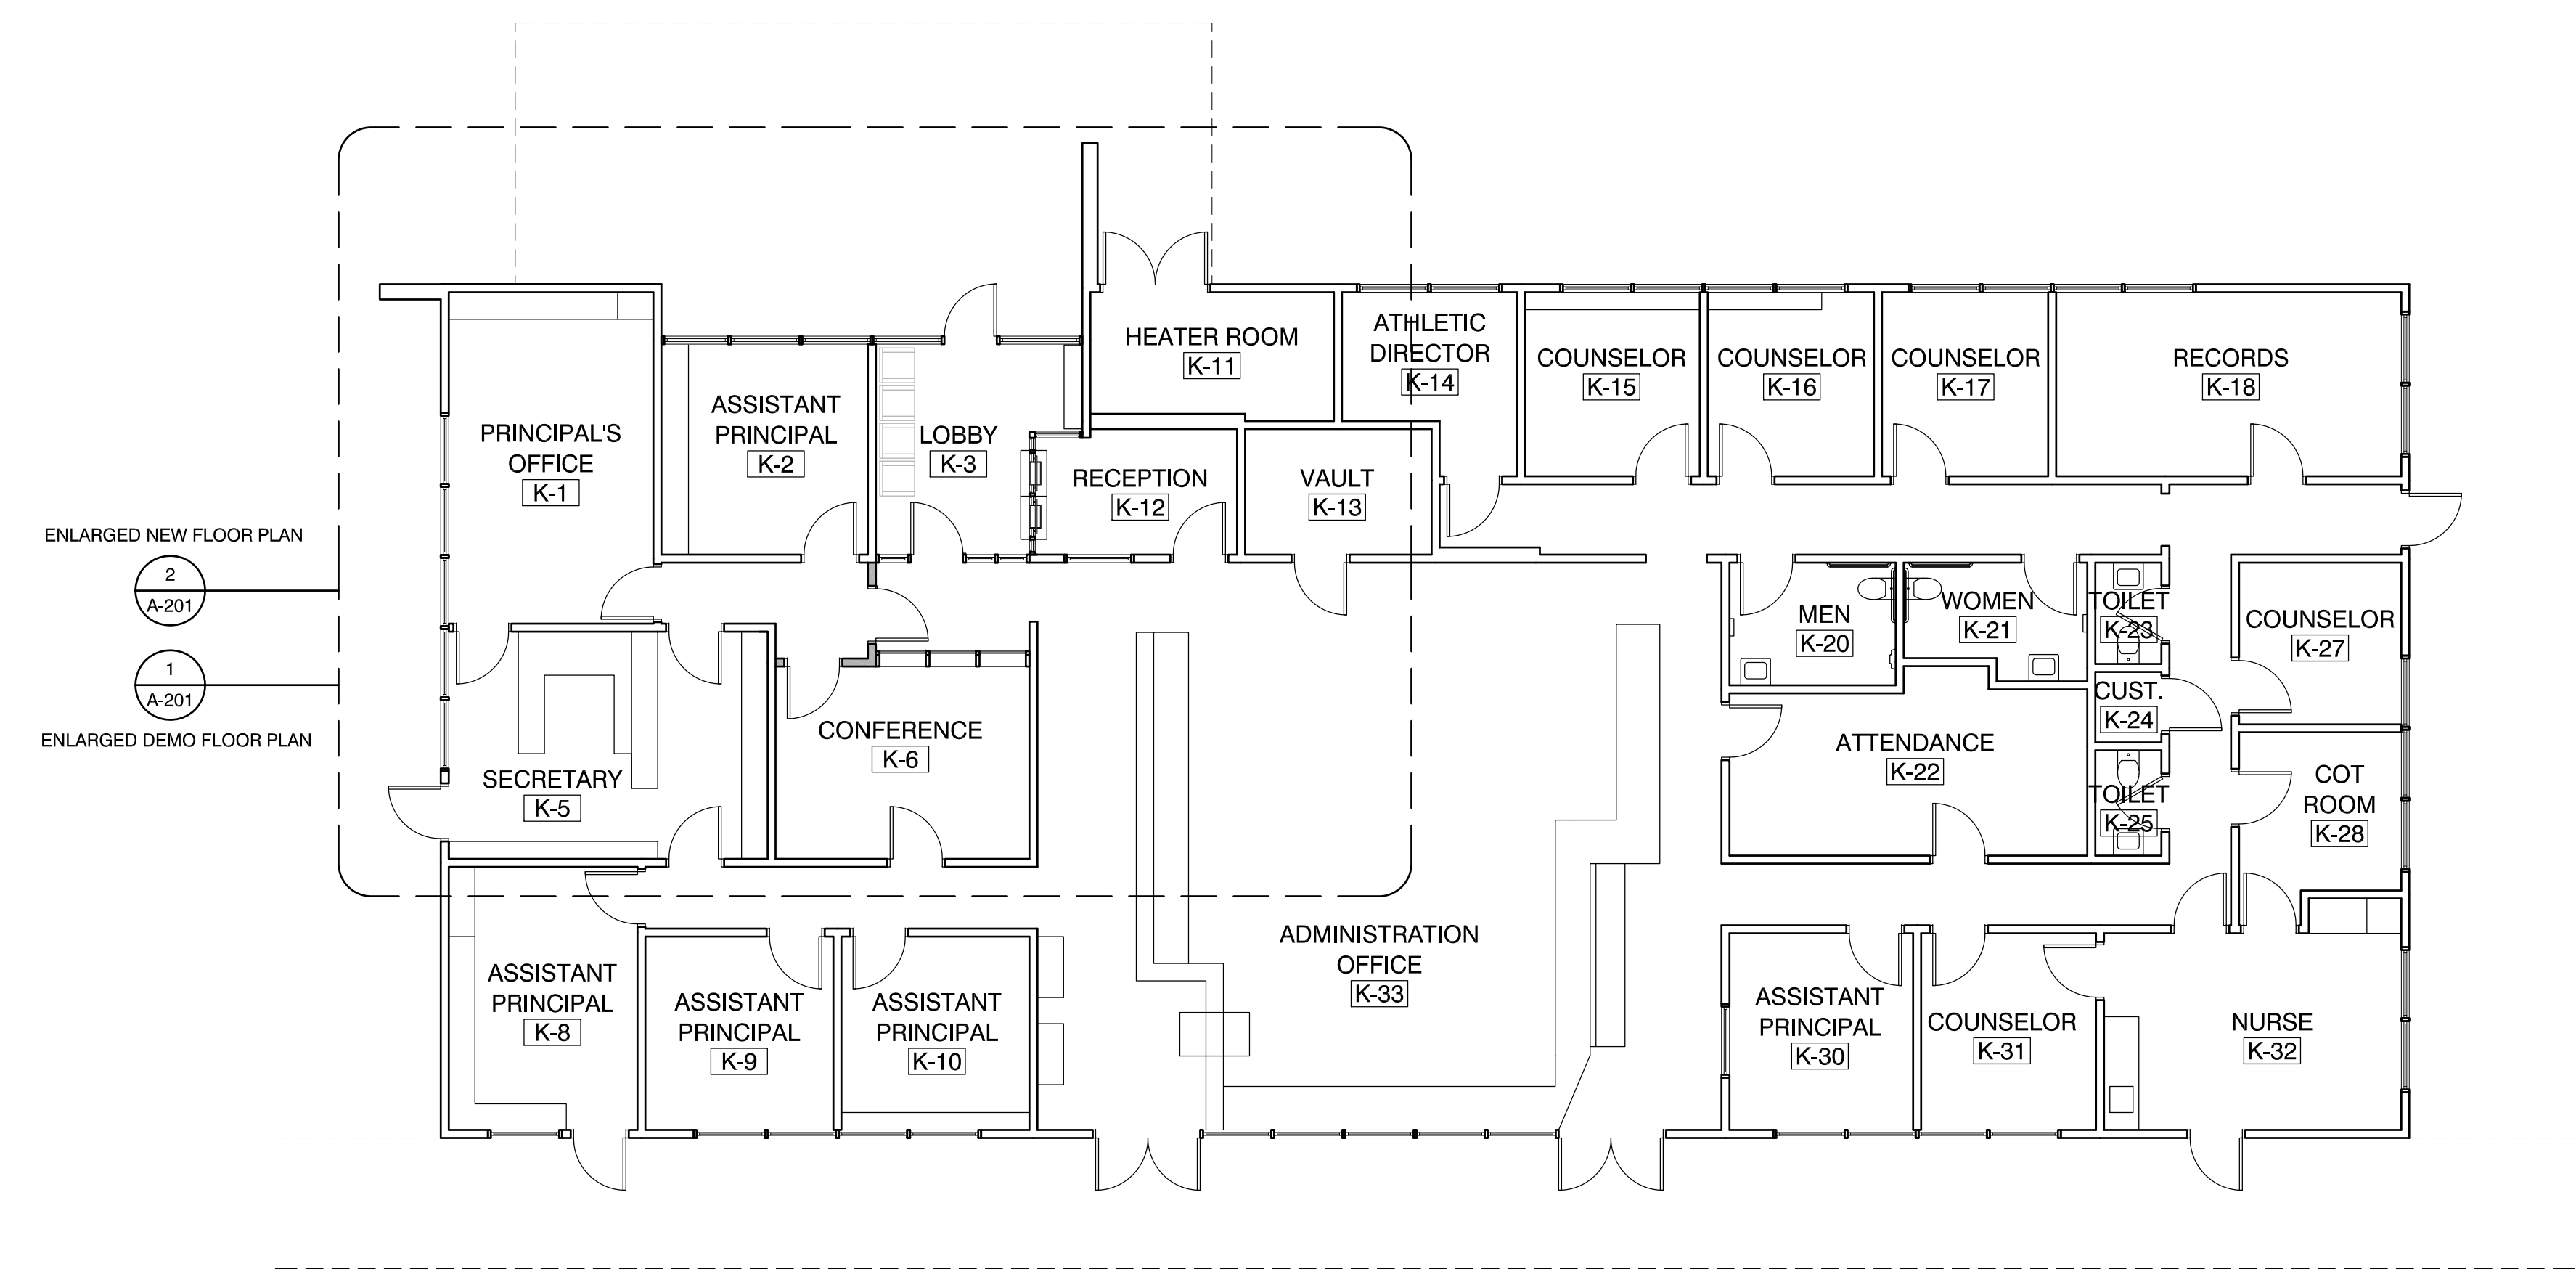 ENLARGED NEW FLOOR PLAN
2
A-201
1
A-201
ENLARGED DEMO FLOOR PLAN
PRINCIPAL'S
OFFICE
K-1
ASSISTANT
PRINCIPAL
K-2
LOBBY
K-3
SECRETARY
K-5
CONFERENCE
K-6
ASSISTANT
PRINCIPAL
K-8
ASSISTANT
PRINCIPAL
K-9
ASSISTANT
PRINCIPAL
K-10
HEATER ROOM
K-11
RECEPTION
K-12
VAULT
K-13
ATHLETIC
DIRECTOR
K-14
COUNSELOR
K-15
COUNSELOR
K-16
COUNSELOR
K-17
RECORDS
K-18
MEN
K-20
WOMEN
K-21
ATTENDANCE
K-22
TOILET
K-23
CUST.
K-24
TOILET
K-25
COUNSELOR
K-27
COT
ROOM
K-28
ASSISTANT
PRINCIPAL
K-30
COUNSELOR
K-31
NURSE
K-32
ADMINISTRATION
OFFICE
K-33